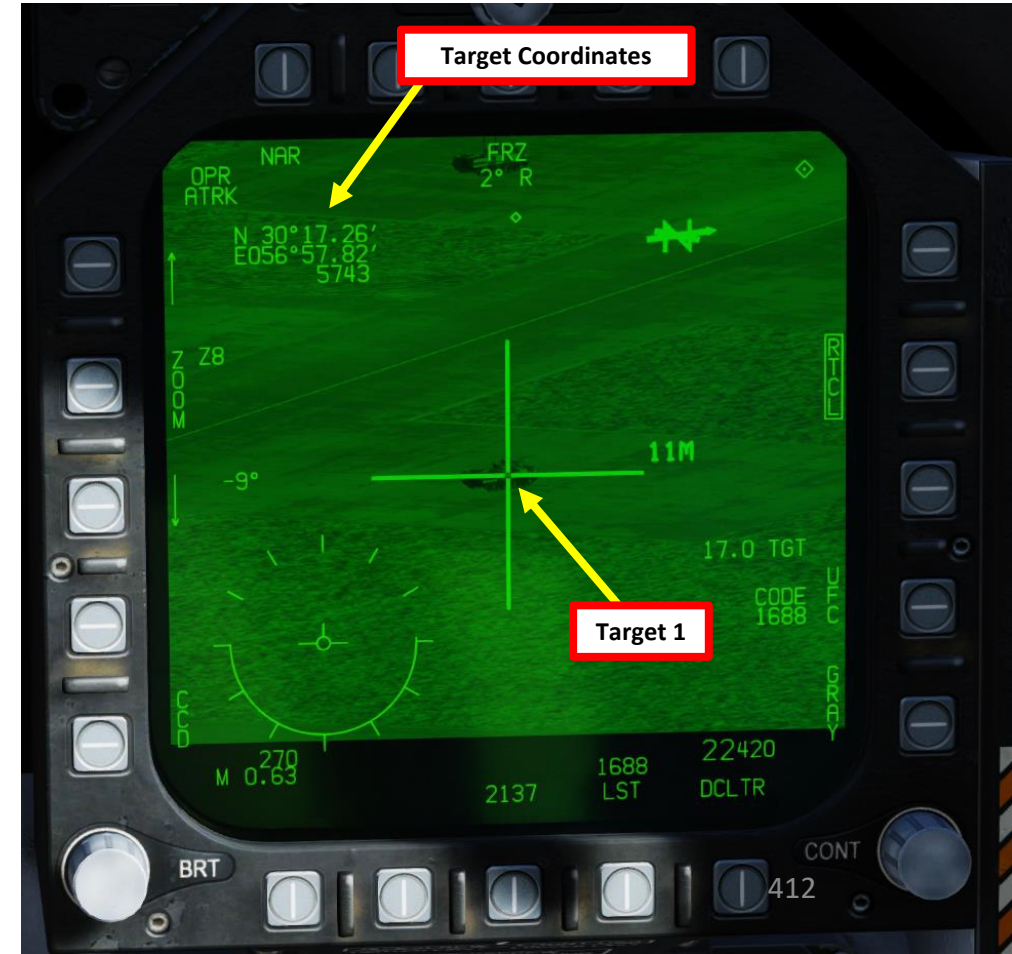 Target Coordinates
NAR
FRZ
OPR
2° R
ATRK
N 30°17.26'
E056°57.82'
5743
ZOOM
Z8
RTCL
11M
-9°
17.0 TGT
CODE
1688
UFC
Target 1
GRAY
CCD
270
M 0.63
1688
22420
2137
LST
DCLTR
BRT
CONT
412